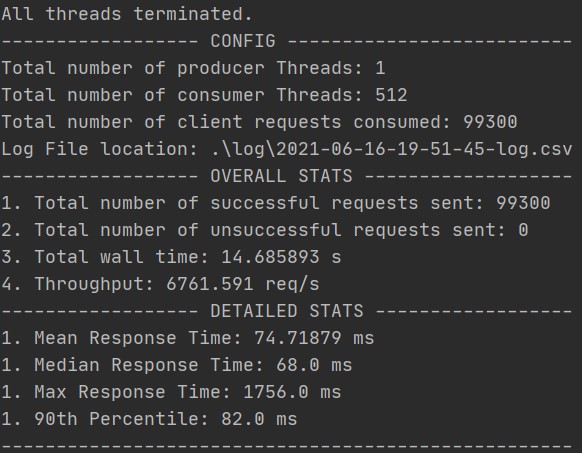 All threads terminated.
------------------ CONFIG --------------------------
Total number of producer Threads: 1
Total number of consumer Threads: 512
Total number of client requests consumed: 99300
Log File location: .\log\2021-06-16-19-51-45-log.csv
------------------ OVERALL STATS -------------------
1. Total number of successful requests sent: 99300
2. Total number of unsuccessful requests sent: 0
3. Total wall time: 14.685893 s
4. Throughput: 6761.591 req/s
------------------ DETAILED STATS ------------------
1. Mean Response Time: 74.71879 ms
1. Median Response Time: 68.0 ms
1. Max Response Time: 1756.0 ms
1. 90th Percentile: 82.0 ms
----------------------------------------------------